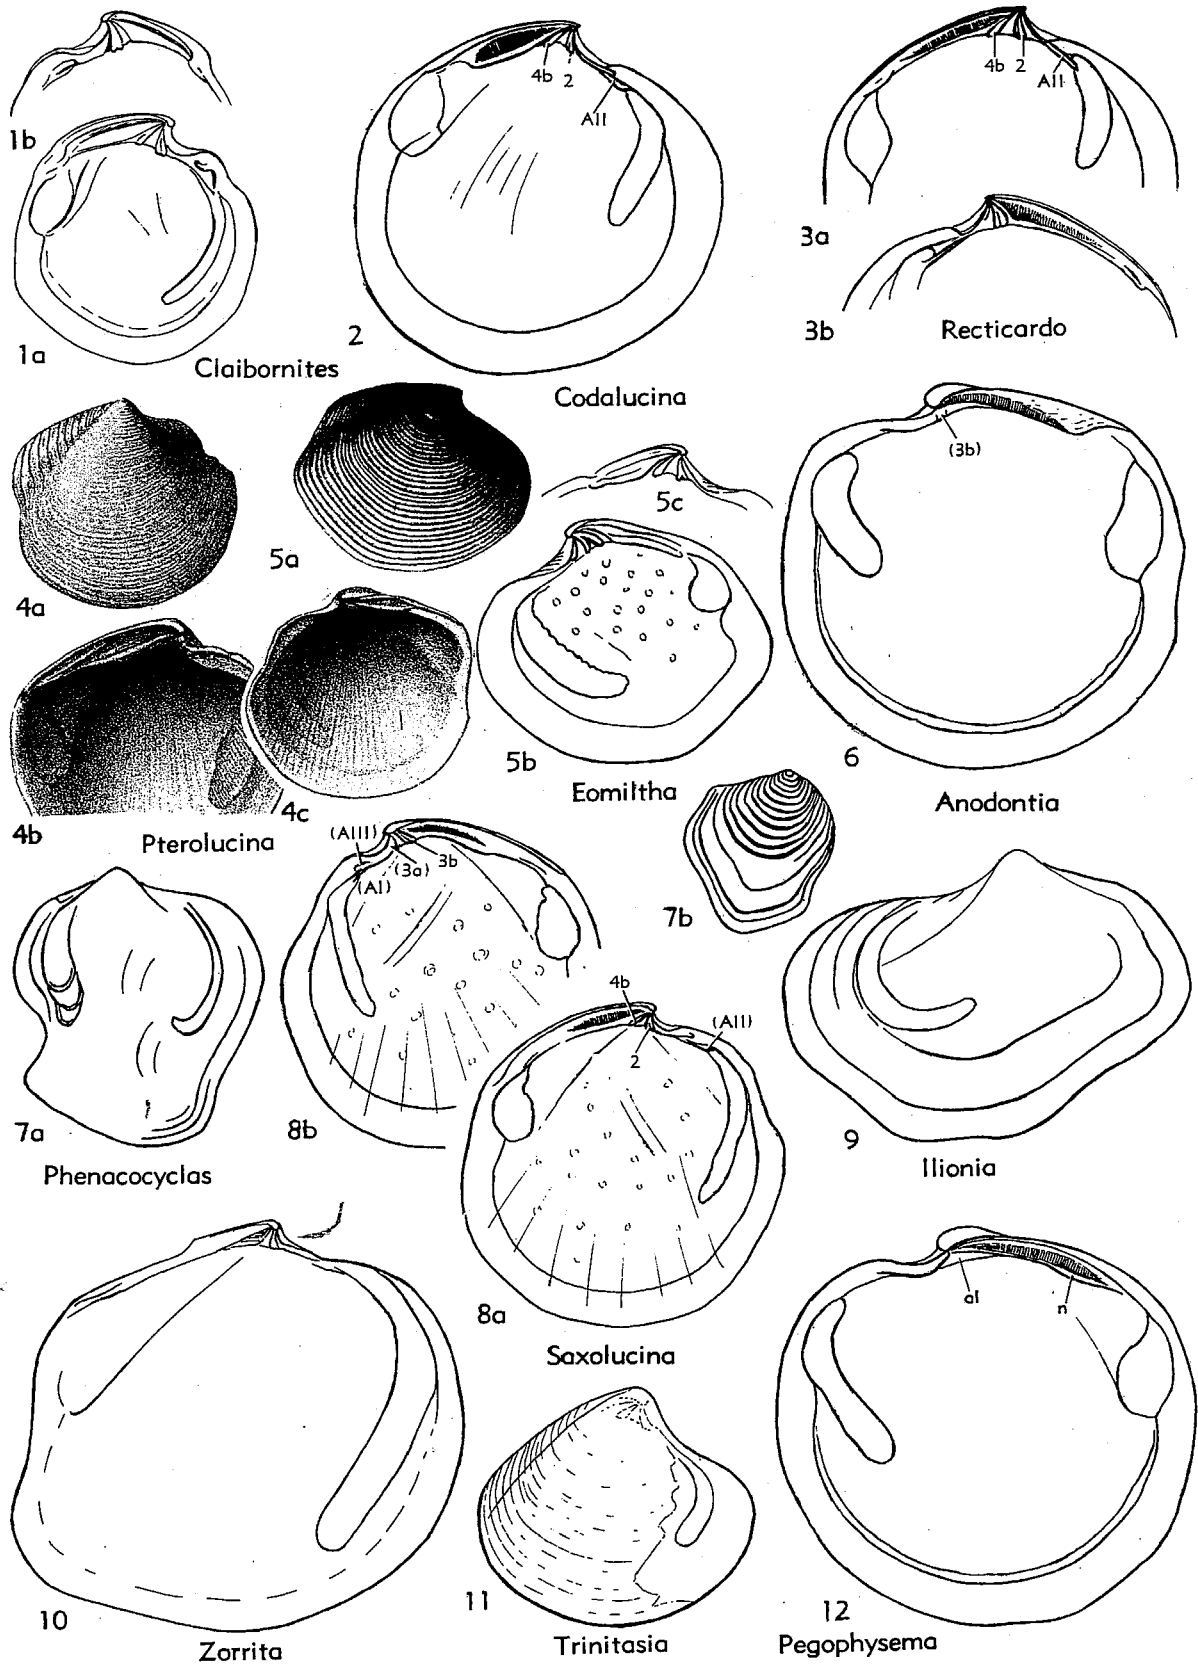 1b
4b 2
AII
4b 2
AII
3a
1a
Claibornites
2
Codalucina
3b
Recticardo
4a
5a
5c
(3b)
4b
4c
Pterolucina
5b
Eomiltha
6
Anodontia
(AIII)
(3a) 3b
(AI)
7b
7a
Phenacocyclas
8b
4b
2
(AII)
9
Ilionia
8a
Saxolucina
al
n
10
Zorrita
11
Trinitasia
12
Pegophysema